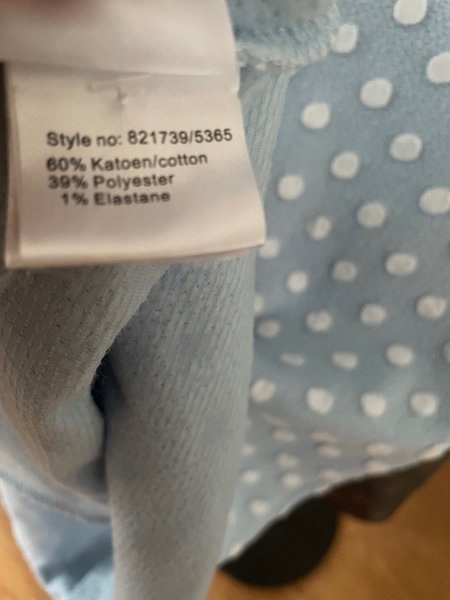 Style no: 821739/5365
60% Katoen/cotton
39% Polyester
1% Elastane